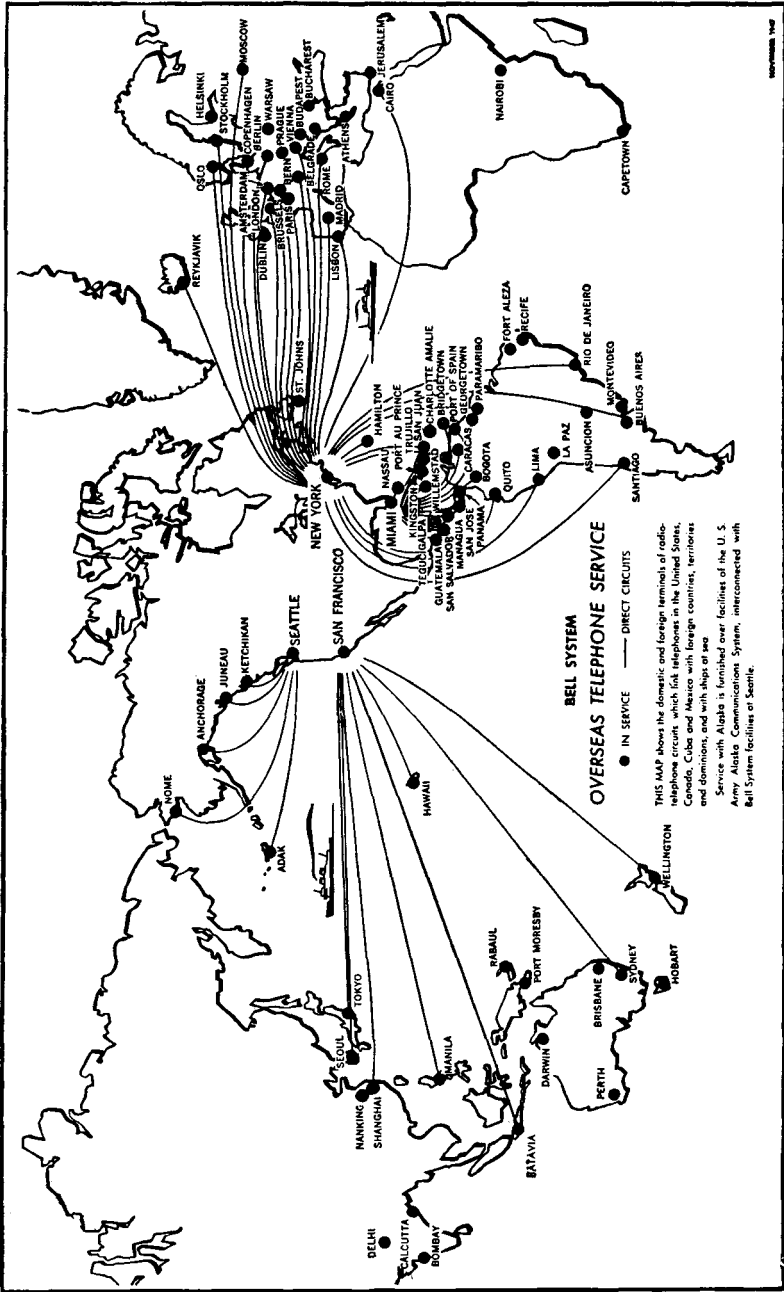 BELL SYSTEM
OVERSEAS TELEPHONE SERVICE
IN SERVICE
DIRECT CIRCUITS
THIS MAP shows the domestic and foreign terminals of radio-
telephone circuits which link telephones in the United States,
Canada, Cuba and Mexico with foreign countries, territories
and dominions, and with ships at sea
Service with Alaska is furnished over facilities of the U. S.
Army Alaska Communications System, interconnected with
Bell System facilities at Seattle.
NOME
ANCHORAGE
JUNEAU
KETCHIKAN
ADAK
SEATTLE
SAN FRANCISCO
HAWAII
TOKYO
SEOUL
NANKING
SHANGHAI
MANILA
DELHI
CALCUTTA
BOMBAY
BATAVIA
RABAUL
PORT MORESBY
DARWIN
PERTH
BRISBANE
SYDNEY
HOBART
WELLINGTON
NEW YORK
ST. JOHNS
HAMILTON
MIAMI
NASSAU
PORT AU PRINCE
TRUJILLO
SAN JUAN
CHARLOTTE AMALIE
BRIDGETOWN
PORT OF SPAIN
GEORGETOWN
PARAMARIBO
KINGSTON
WILLEMSTAD
CARACAS
BOGOTA
TEGUCIGALPA
GUATEMALA
SAN SALVADOR
MANAGUA
SAN JOSE
PANAMA
QUITO
LIMA
LA PAZ
ASUNCION
SANTIAGO
FORT ALEZA
RECIFE
RIO DE JANEIRO
MONTEVIDEO
BUENOS AIRER
REYKJAVIK
OSLO
HELSINKI
STOCKHOLM
MOSCOW
COPENHAGEN
BERLIN
WARSAW
AMSTERDAM
LONDON
DUBLIN
BRUSSELS
PARIS
BERN
PRAGUE
VIENNA
BUDAPEST
BUCHAREST
BELGRADE
ROME
ATHENS
MADRID
LISBON
JERUSALEM
CAIRO
NAIROBI
CAPETOWN